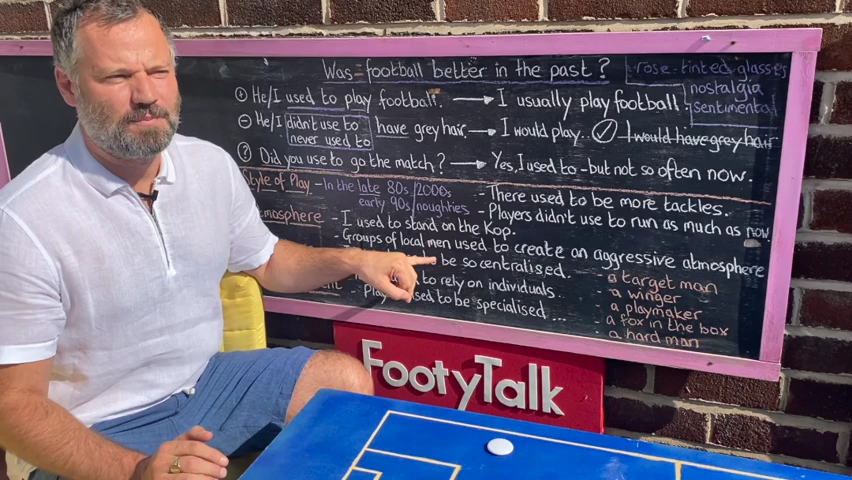 Was football better in the past?
rose-tinted glasses
nostalgia
sentimental
+ He/I used to play football. → I usually play football.
- He/I didn't use to / never used to have grey hair. → I would play.. ✓ I would have grey hair
? Did you use to go the match? → Yes, I used to - but not so often now.
Style of Play - In the late 80s/2000s
early 90s/noughties
- There used to be more tackles.
- Players didn't use to run as much as now
- I used to stand on the Kop.
- Groups of local men used to create an aggressive atmosphere
be so centralised.
to rely on individuals..
used to be specialised...
- a target man
- a winger
- a playmaker
- a fox in the box
- a hard man
FootyTalk